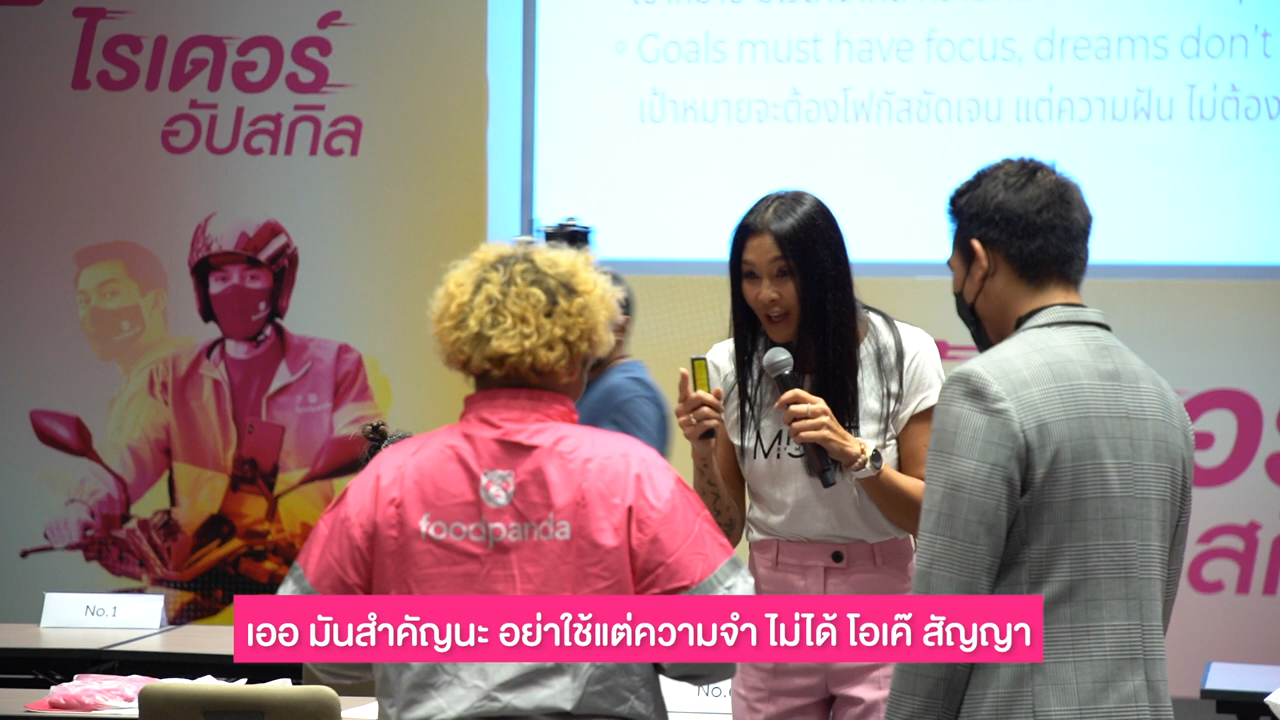 ไรเดอร์
อัปสกิล
Goals must have focus, dreams don't
เป้าหมายจะต้องโฟกัสชัดเจน แต่ความฝัน ไม่ต้อง
foodpanda
No.1
เออ มันสำคัญนะ อย่าใช้แต่ความจำ ไม่ได้ โอเค๊ สัญญา